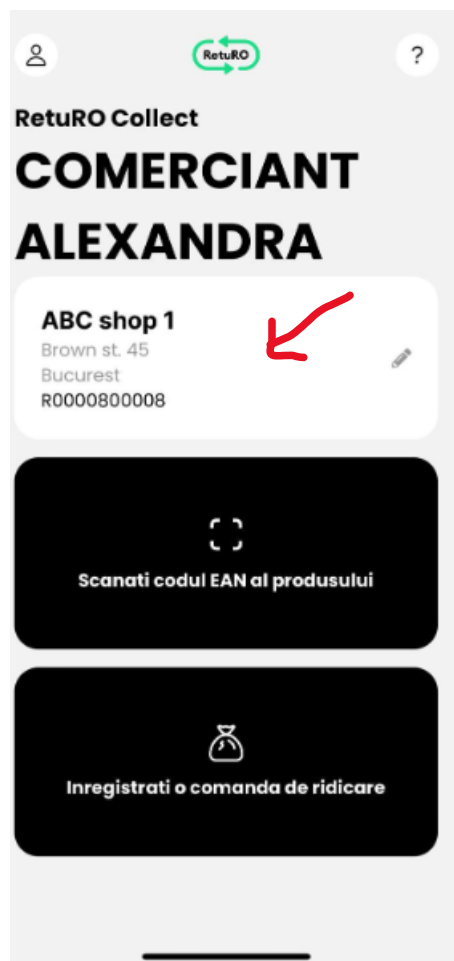 RetuRO
?
RetuRO Collect
COMERCIANT
ALEXANDRA
ABC shop 1
Brown st. 45
Bucurest
R0000800008
Scanati codul EAN al produsului
Inregistrati o comanda de ridicare